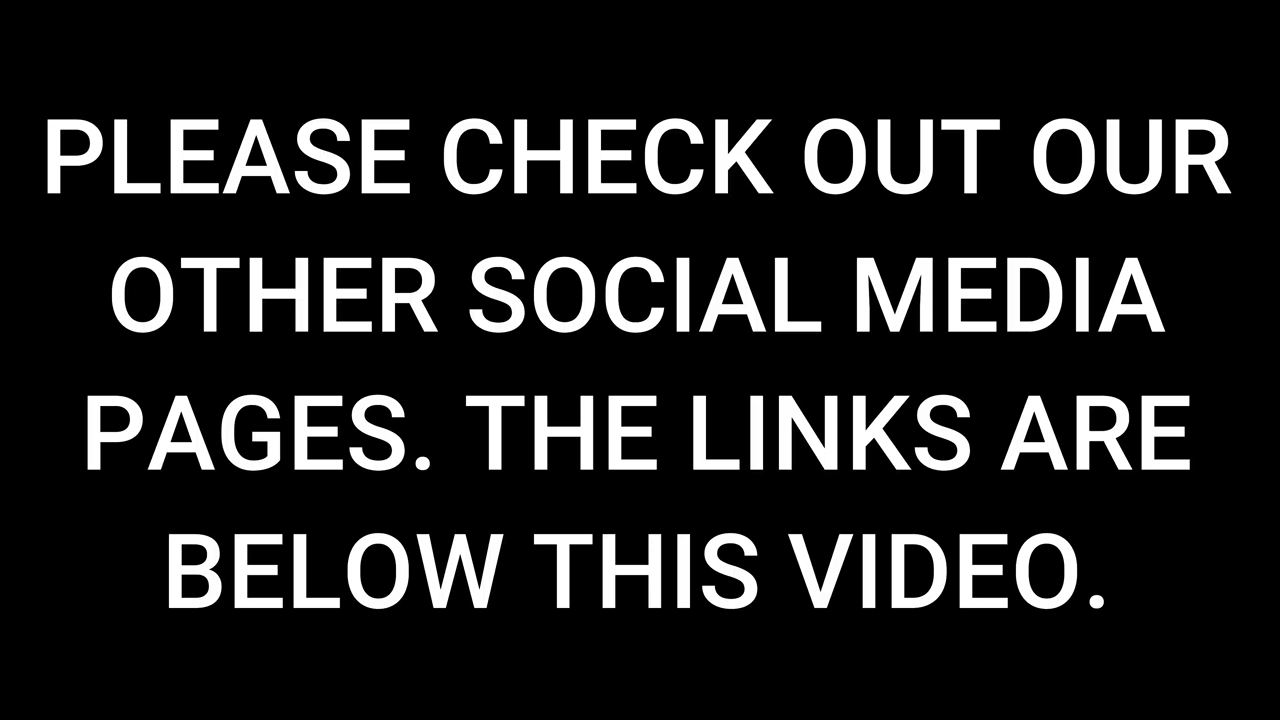 PLEASE CHECK OUT OUR
OTHER SOCIAL MEDIA
PAGES. THE LINKS ARE
BELOW THIS VIDEO.